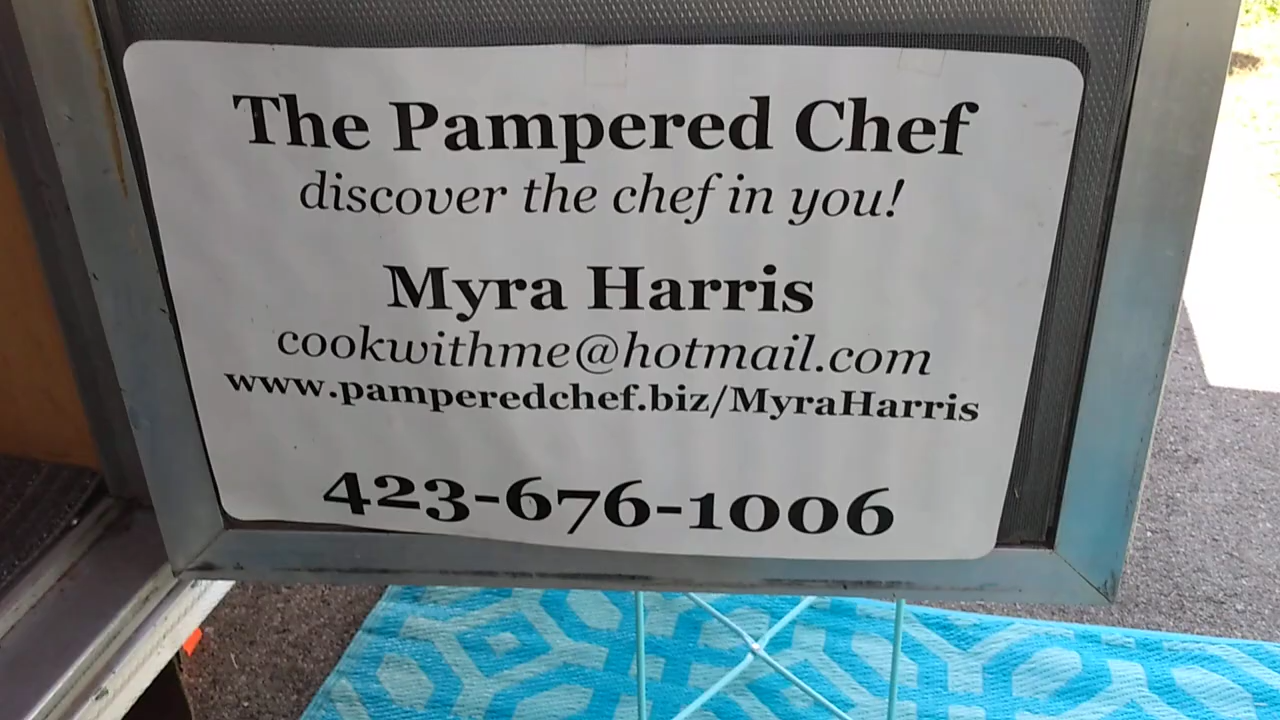 The Pampered Chef
discover the chef in you!
Myra Harris
cookwithme@hotmail.com
www.pamperedchef.biz/MyraHarris
423-676-1006